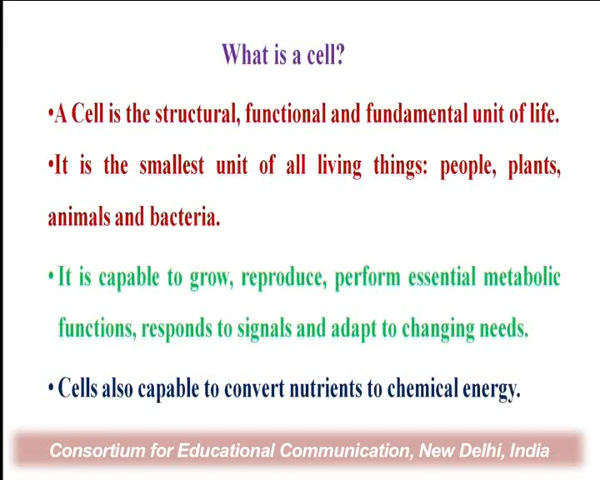 What is a cell?
•A Cell is the structural, functional and fundamental unit of life.
•It is the smallest unit of all living things: people, plants,
animals and bacteria.
• It is capable to grow, reproduce, perform essential metabolic
functions, responds to signals and adapt to changing needs.
• Cells also capable to convert nutrients to chemical energy.
Consortium for Educational Communication, New Delhi, India